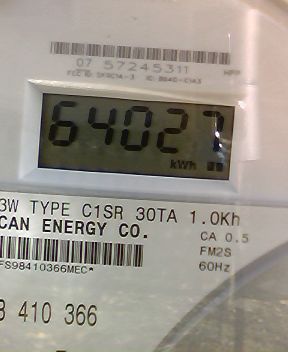 07 57245311
64027
kWh
3W TYPE C1SR 30TA 1.0Kh
CAN ENERGY CO.
CA 0.5
FM2S
FS98410366MEC*
60Hz
410 366